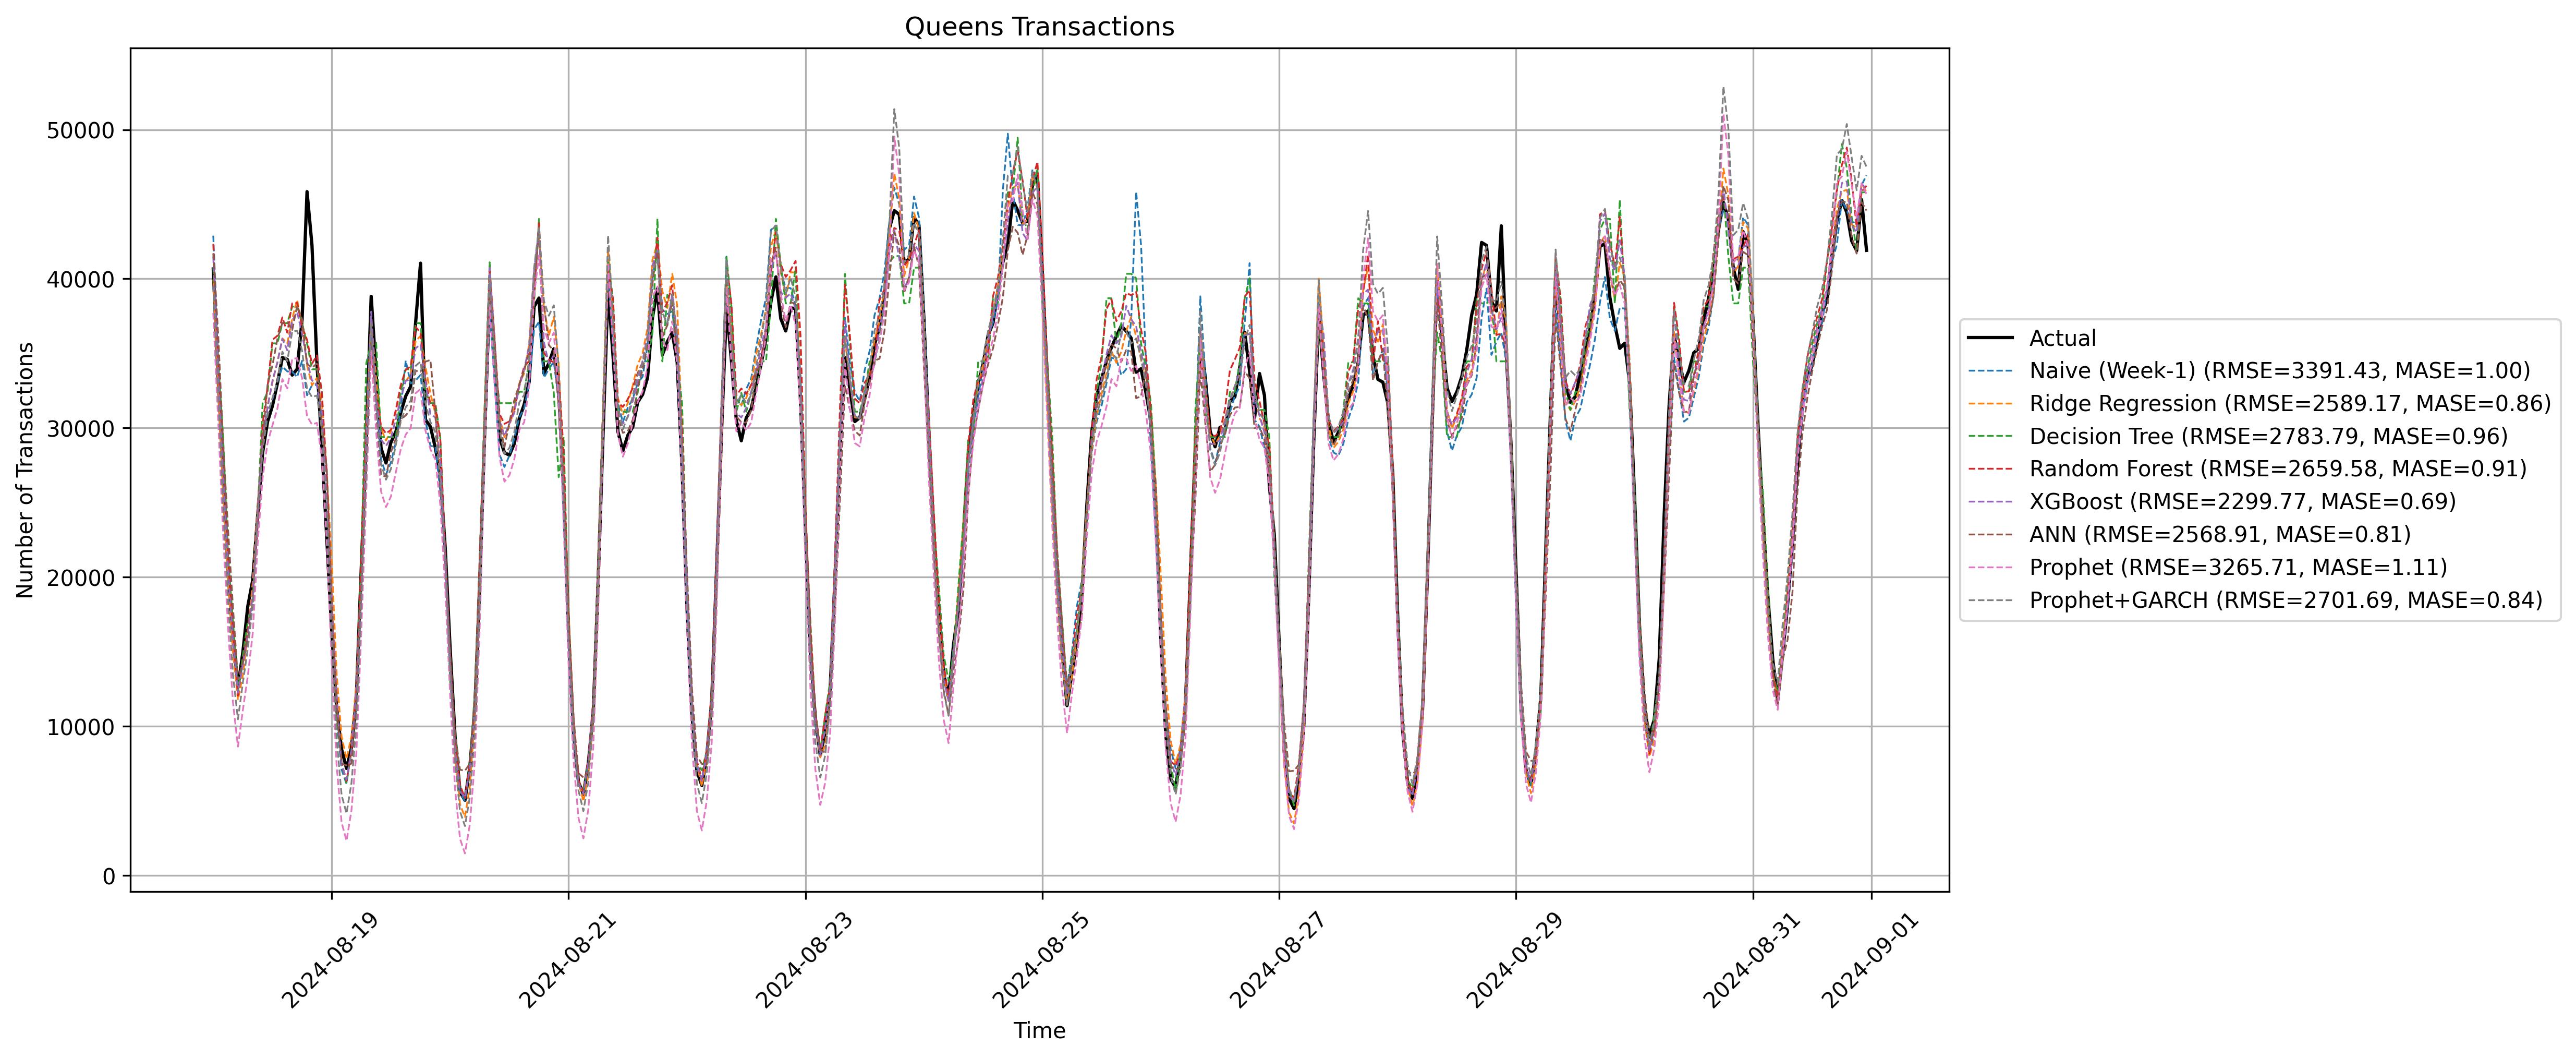 Queens Transactions
Number of Transactions
50000
40000
30000
20000
10000
0
2024-08-19
2024-08-21
2024-08-23
2024-08-25
2024-08-27
2024-08-29
2024-08-31
2024-09-01
Time
Actual
Naive (Week-1) (RMSE=3391.43, MASE=1.00)
Ridge Regression (RMSE=2589.17, MASE=0.86)
Decision Tree (RMSE=2783.79, MASE=0.96)
Random Forest (RMSE=2659.58, MASE=0.91)
XGBoost (RMSE=2299.77, MASE=0.69)
ANN (RMSE=2568.91, MASE=0.81)
Prophet (RMSE=3265.71, MASE=1.11)
Prophet+GARCH (RMSE=2701.69, MASE=0.84)